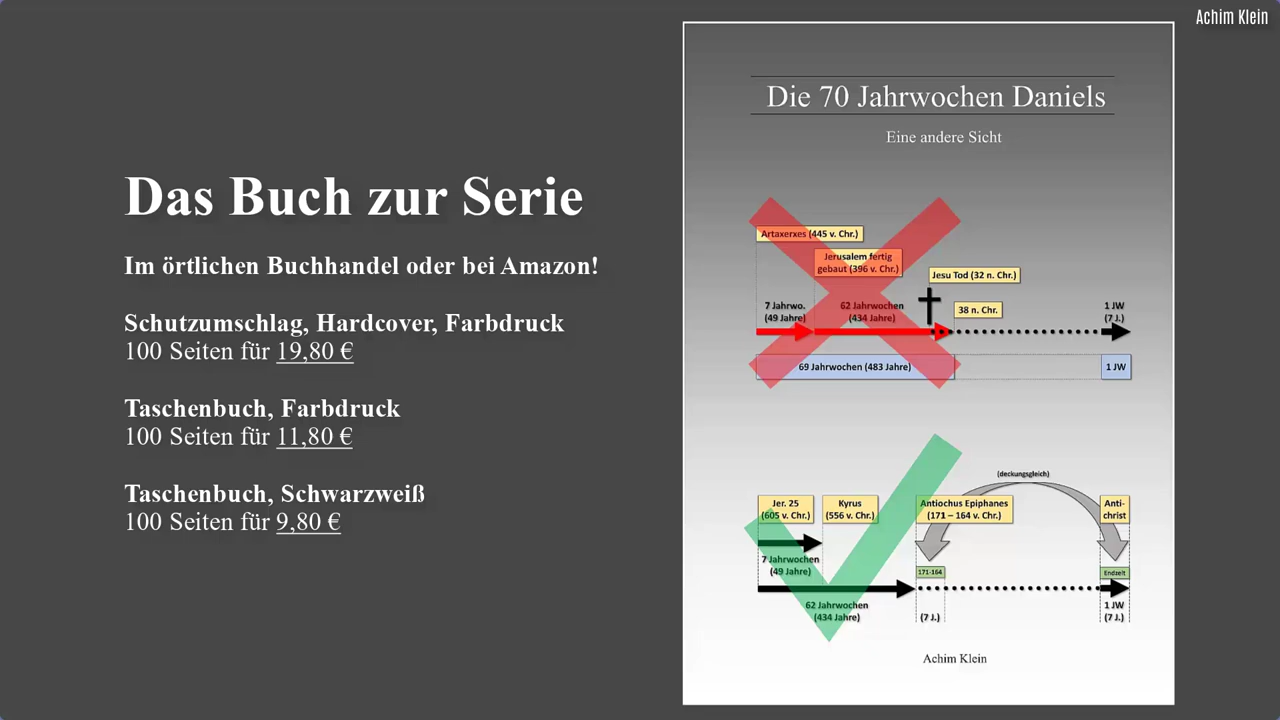 Achim Klein
Das Buch zur Serie
Im örtlichen Buchhandel oder bei Amazon!
Schutzumschlag, Hardcover, Farbdruck
100 Seiten für 19,80 €
Taschenbuch, Farbdruck
100 Seiten für 11,80 €
Taschenbuch, Schwarzweiß
100 Seiten für 9,80 €
Die 70 Jahrwochen Daniels
Eine andere Sicht
Artaxerxes (445 v. Chr.)
Jerusalem fertig
gebaut (396 v. Chr.)
Jesu Tod (32 n. Chr.)
7 Jahrwo.
(49 Jahre)
62 Jahrwochen
(434 Jahre)
38 n. Chr.
1 JW
(7 J.)
69 Jahrwochen (483 Jahre)
1 JW
(deckungsgleich)
Jer. 25
(605 v. Chr.)
Kyrus
(556 v. Chr.)
Antiochus Epiphanes
(171 – 164 v. Chr.)
Anti-
christ
7 Jahrwochen
(49 Jahre)
171-164
Endzeit
62 Jahrwochen
(434 Jahre)
(7 J.)
1 JW
(7 J.)
Achim Klein